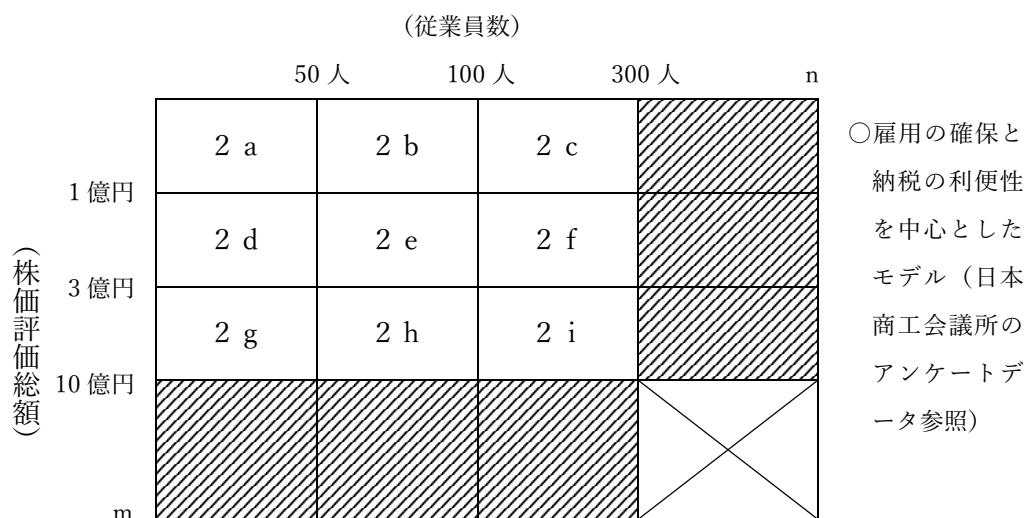 （従業員数）
50 人 100 人 300 人 n
２ a ２ b ２ c
1 億円
２ d ２ e ２ f
3 億円
２ g ２ h ２ i
10 億円
m
（株価評価総額）
○雇用の確保と
納税の利便性
を中心とした
モデル（日本
商工会議所の
アンケートデ
ータ参照）